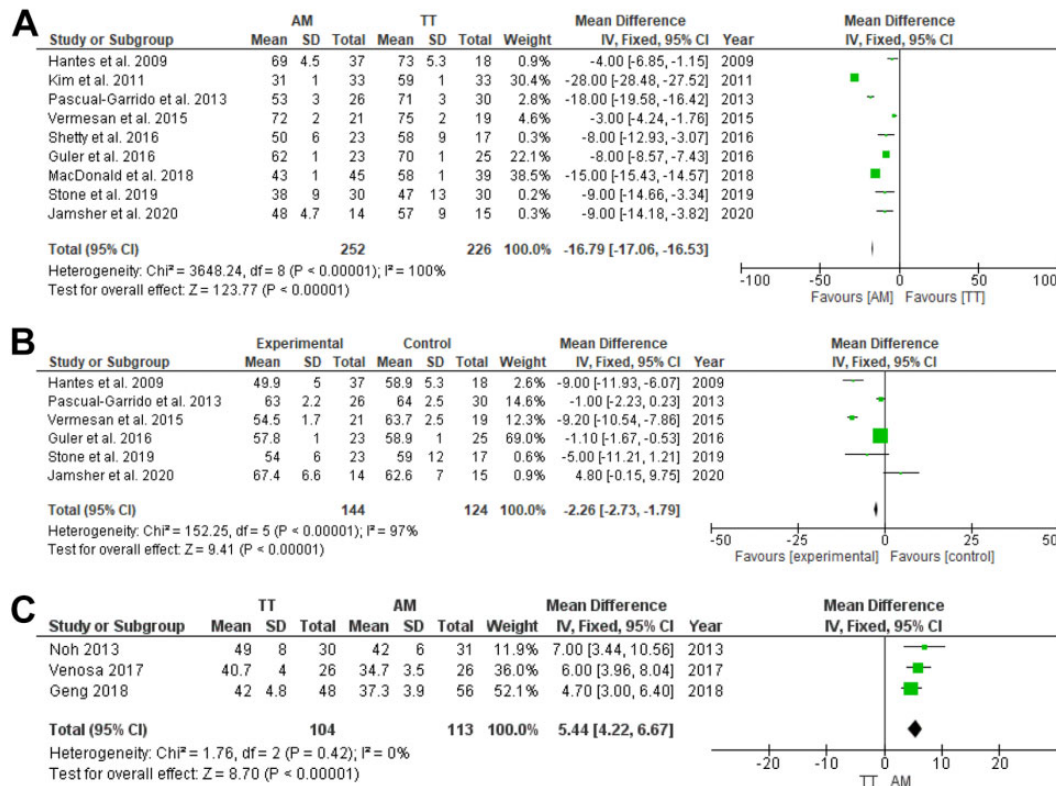 A
AM TT Mean Difference Mean Difference
Study or Subgroup Mean SD Total Mean SD Total Weight IV, Fixed, 95% CI Year IV, Fixed, 95% CI
Hantes et al. 2009 69 4.5 37 73 5.3 18 0.9% -4.00 [-6.85, -1.15] 2009
Kim et al. 2011 31 1 33 59 1 33 30.4% -28.00 [-28.48, -27.52] 2011
Pascual-Garrido et al. 2013 53 3 26 71 3 30 2.8% -18.00 [-19.58, -16.42] 2013
Vermesan et al. 2015 72 2 21 75 2 19 4.6% -3.00 [-4.24, -1.76] 2015
Shetty et al. 2016 50 6 23 58 9 17 0.3% -8.00 [-12.93, -3.07] 2016
Guler et al. 2016 62 1 23 70 1 25 22.1% -8.00 [-8.57, -7.43] 2016
MacDonald et al. 2018 43 1 45 58 1 39 38.5% -15.00 [-15.43, -14.57] 2018
Stone et al. 2019 38 9 30 47 13 30 0.2% -9.00 [-14.66, -3.34] 2019
Jamsher et al. 2020 48 4.7 14 57 9 15 0.3% -9.00 [-14.18, -3.82] 2020
Total (95% CI) 252 226 100.0% -16.79 [-17.06, -16.53]
Heterogeneity: Chi² = 3648.24, df = 8 (P < 0.00001); I² = 100%
Test for overall effect: Z = 123.77 (P < 0.00001)
-100 -50 0 50 100
Favours [AM] Favours [TT]
B
Experimental Control Mean Difference Mean Difference
Study or Subgroup Mean SD Total Mean SD Total Weight IV, Fixed, 95% CI Year IV, Fixed, 95% CI
Hantes et al. 2009 49.9 5 37 58.9 5.3 18 2.6% -9.00 [-11.93, -6.07] 2009
Pascual-Garrido et al. 2013 63 2.2 26 64 2.5 30 14.6% -1.00 [-2.23, 0.23] 2013
Vermesan et al. 2015 54.5 1.7 21 63.7 2.5 19 12.3% -9.20 [-10.54, -7.86] 2015
Guler et al. 2016 57.8 1 23 58.9 1 25 69.0% -1.10 [-1.67, -0.53] 2016
Stone et al. 2019 54 6 23 59 12 17 0.6% -5.00 [-11.21, 1.21] 2019
Jamsher et al. 2020 67.4 6.6 14 62.6 7 15 0.9% 4.80 [-0.15, 9.75] 2020
Total (95% CI) 144 124 100.0% -2.26 [-2.73, -1.79]
Heterogeneity: Chi² = 152.25, df = 5 (P < 0.00001); I² = 97%
Test for overall effect: Z = 9.41 (P < 0.00001)
-50 -25 0 25 50
Favours [experimental] Favours [control]
C
TT AM Mean Difference Mean Difference
Study or Subgroup Mean SD Total Mean SD Total Weight IV, Fixed, 95% CI Year IV, Fixed, 95% CI
Noh 2013 49 8 30 42 6 31 11.9% 7.00 [3.44, 10.56] 2013
Venosa 2017 40.7 4 26 34.7 3.5 26 36.0% 6.00 [3.96, 8.04] 2017
Geng 2018 42 4.8 48 37.3 3.9 56 52.1% 4.70 [3.00, 6.40] 2018
Total (95% CI) 104 113 100.0% 5.44 [4.22, 6.67]
Heterogeneity: Chi² = 1.76, df = 2 (P = 0.42); I² = 0%
Test for overall effect: Z = 8.70 (P < 0.00001)
-20 -10 0 10 20
TT AM